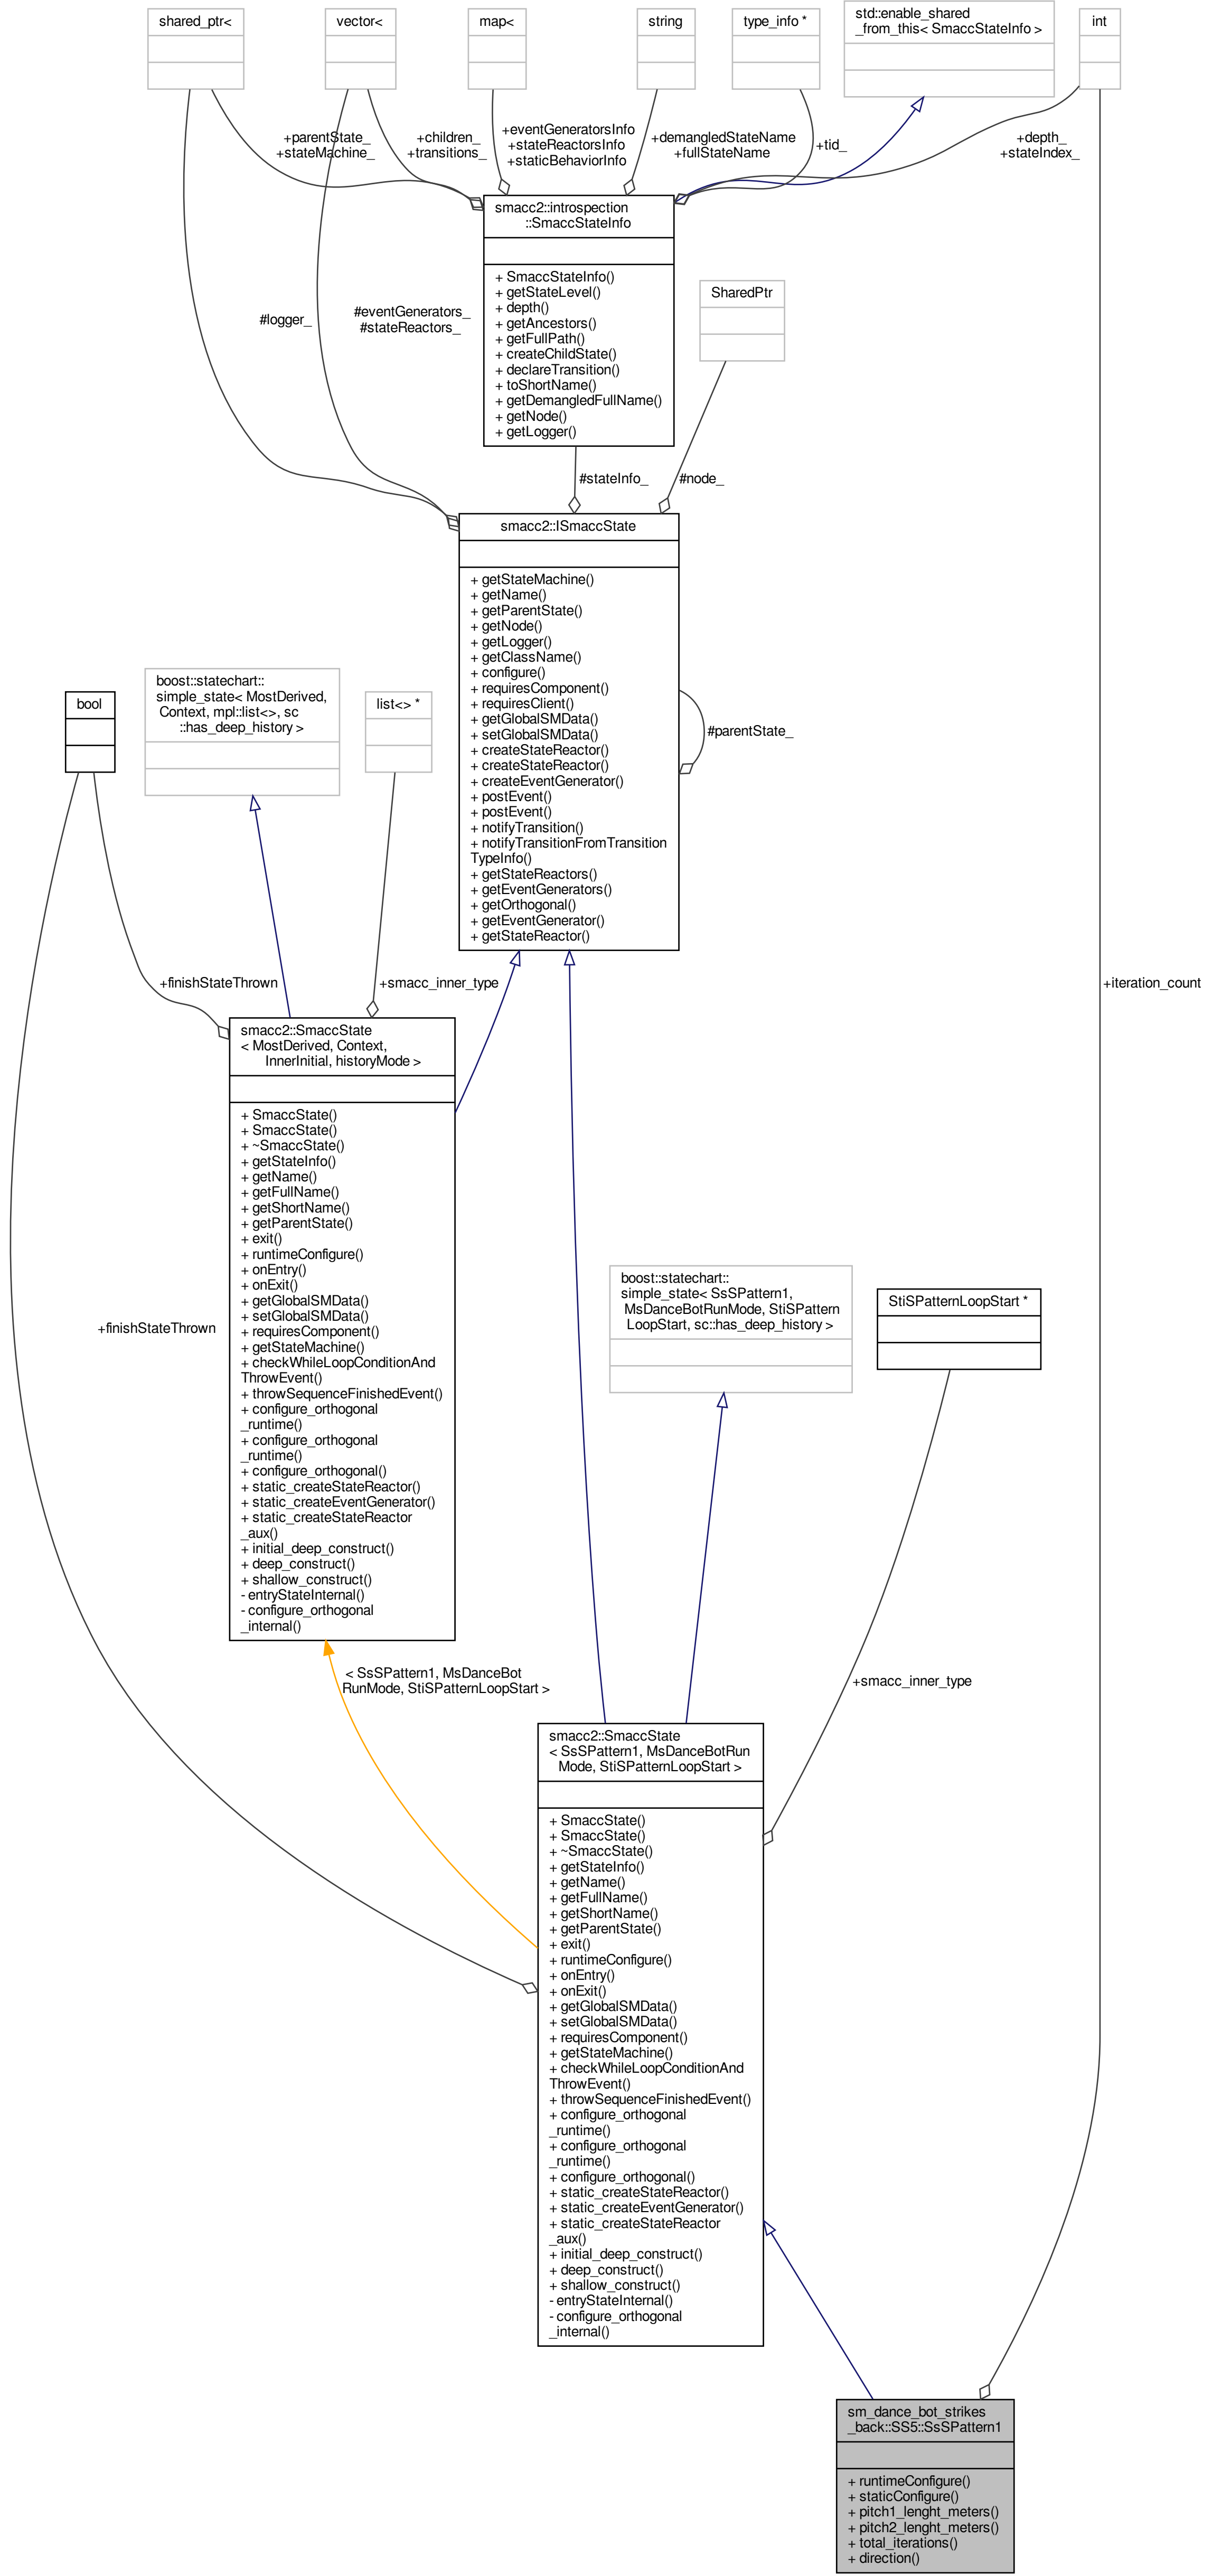 shared_ptr<
vector<
map<
string
type_info *
std::enable_shared
_from_this< SmaccStateInfo >
int
+parentState_
+stateMachine_
+children_
+transitions_
+eventGeneratorsInfo
+stateReactorsInfo
+staticBehaviorInfo
+demangledStateName
+fullStateName
+tid_
+depth_
+stateIndex_
smacc2::introspection
::SmaccStateInfo
+ SmaccStateInfo()
+ getStateLevel()
+ depth()
+ getAncestors()
+ getFullPath()
+ createChildState()
+ declareTransition()
+ toShortName()
+ getDemangledFullName()
+ getNode()
+ getLogger()
SharedPtr
#logger_
#eventGenerators_
#stateReactors_
#stateInfo_
#node_
smacc2::ISmaccState
+ getStateMachine()
+ getName()
+ getParentState()
+ getNode()
+ getLogger()
+ getClassName()
+ configure()
+ requiresComponent()
+ requiresClient()
+ getGlobalSMData()
+ setGlobalSMData()
+ createStateReactor()
+ createStateReactor()
+ createEventGenerator()
+ postEvent()
+ postEvent()
+ notifyTransition()
+ notifyTransitionFromTransition
TypeInfo()
+ getStateReactors()
+ getEventGenerators()
+ getOrthogonal()
+ getEventGenerator()
+ getStateReactor()
#parentState_
bool
boost::statechart::
simple_state< MostDerived,
Context, mpl::list<>, sc
::has_deep_history >
list<> *
+finishStateThrown
+smacc_inner_type
+iteration_count
smacc2::SmaccState
< MostDerived, Context,
InnerInitial, historyMode >
+ SmaccState()
+ SmaccState()
+ ~SmaccState()
+ getStateInfo()
+ getName()
+ getFullName()
+ getShortName()
+ getParentState()
+ exit()
+ runtimeConfigure()
+ onEntry()
+ onExit()
+ getGlobalSMData()
+ setGlobalSMData()
+ requiresComponent()
+ getStateMachine()
+ checkWhileLoopConditionAnd
ThrowEvent()
+ throwSequenceFinishedEvent()
+ configure_orthogonal
_runtime()
+ configure_orthogonal
_runtime()
+ configure_orthogonal()
+ static_createStateReactor()
+ static_createEventGenerator()
+ static_createStateReactor
_aux()
+ initial_deep_construct()
+ deep_construct()
+ shallow_construct()
- entryStateInternal()
- configure_orthogonal
_internal()
+finishStateThrown
boost::statechart::
simple_state< SsSPattern1,
MsDanceBotRunMode, StiSPattern
LoopStart, sc::has_deep_history >
StiSPatternLoopStart *
< SsSPattern1, MsDanceBot
RunMode, StiSPatternLoopStart >
+smacc_inner_type
smacc2::SmaccState
< SsSPattern1, MsDanceBotRun
Mode, StiSPatternLoopStart >
+ SmaccState()
+ SmaccState()
+ ~SmaccState()
+ getStateInfo()
+ getName()
+ getFullName()
+ getShortName()
+ getParentState()
+ exit()
+ runtimeConfigure()
+ onEntry()
+ onExit()
+ getGlobalSMData()
+ setGlobalSMData()
+ requiresComponent()
+ getStateMachine()
+ checkWhileLoopConditionAnd
ThrowEvent()
+ throwSequenceFinishedEvent()
+ configure_orthogonal
_runtime()
+ configure_orthogonal
_runtime()
+ configure_orthogonal()
+ static_createStateReactor()
+ static_createEventGenerator()
+ static_createStateReactor
_aux()
+ initial_deep_construct()
+ deep_construct()
+ shallow_construct()
- entryStateInternal()
- configure_orthogonal
_internal()
sm_dance_bot_strikes
_back::SS5::SsSPattern1
+ runtimeConfigure()
+ staticConfigure()
+ pitch1_lenght_meters()
+ pitch2_lenght_meters()
+ total_iterations()
+ direction()